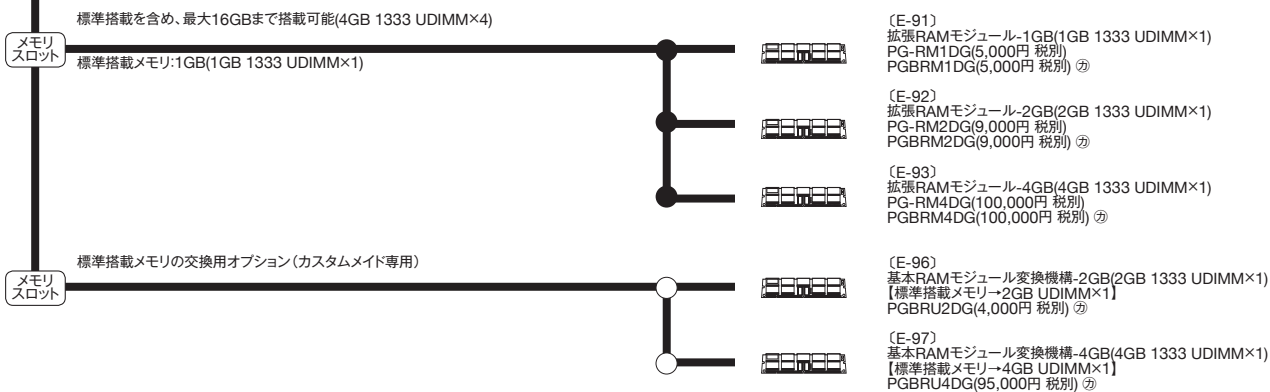 標準搭載を含め、最大16GBまで搭載可能(4GB 1333 UDIMM×4)
メモリ
スロット
標準搭載メモリ:1GB(1GB 1333 UDIMM×1)
〔E-91〕
拡張RAMモジュール-1GB(1GB 1333 UDIMM×1)
PG-RM1DG(5,000円 税別)
PGBRM1DG(5,000円 税別) ㋕
〔E-92〕
拡張RAMモジュール-2GB(2GB 1333 UDIMM×1)
PG-RM2DG(9,000円 税別)
PGBRM2DG(9,000円 税別) ㋕
〔E-93〕
拡張RAMモジュール-4GB(4GB 1333 UDIMM×1)
PG-RM4DG(100,000円 税別)
PGBRM4DG(100,000円 税別) ㋕
標準搭載メモリの交換用オプション(カスタムメイド専用)
メモリ
スロット
〔E-96〕
基本RAMモジュール変換機構-2GB(2GB 1333 UDIMM×1)
【標準搭載メモリ→2GB UDIMM×1】
PGBRU2DG(4,000円 税別) ㋕
〔E-97〕
基本RAMモジュール変換機構-4GB(4GB 1333 UDIMM×1)
【標準搭載メモリ→4GB UDIMM×1】
PGBRU4DG(95,000円 税別) ㋕